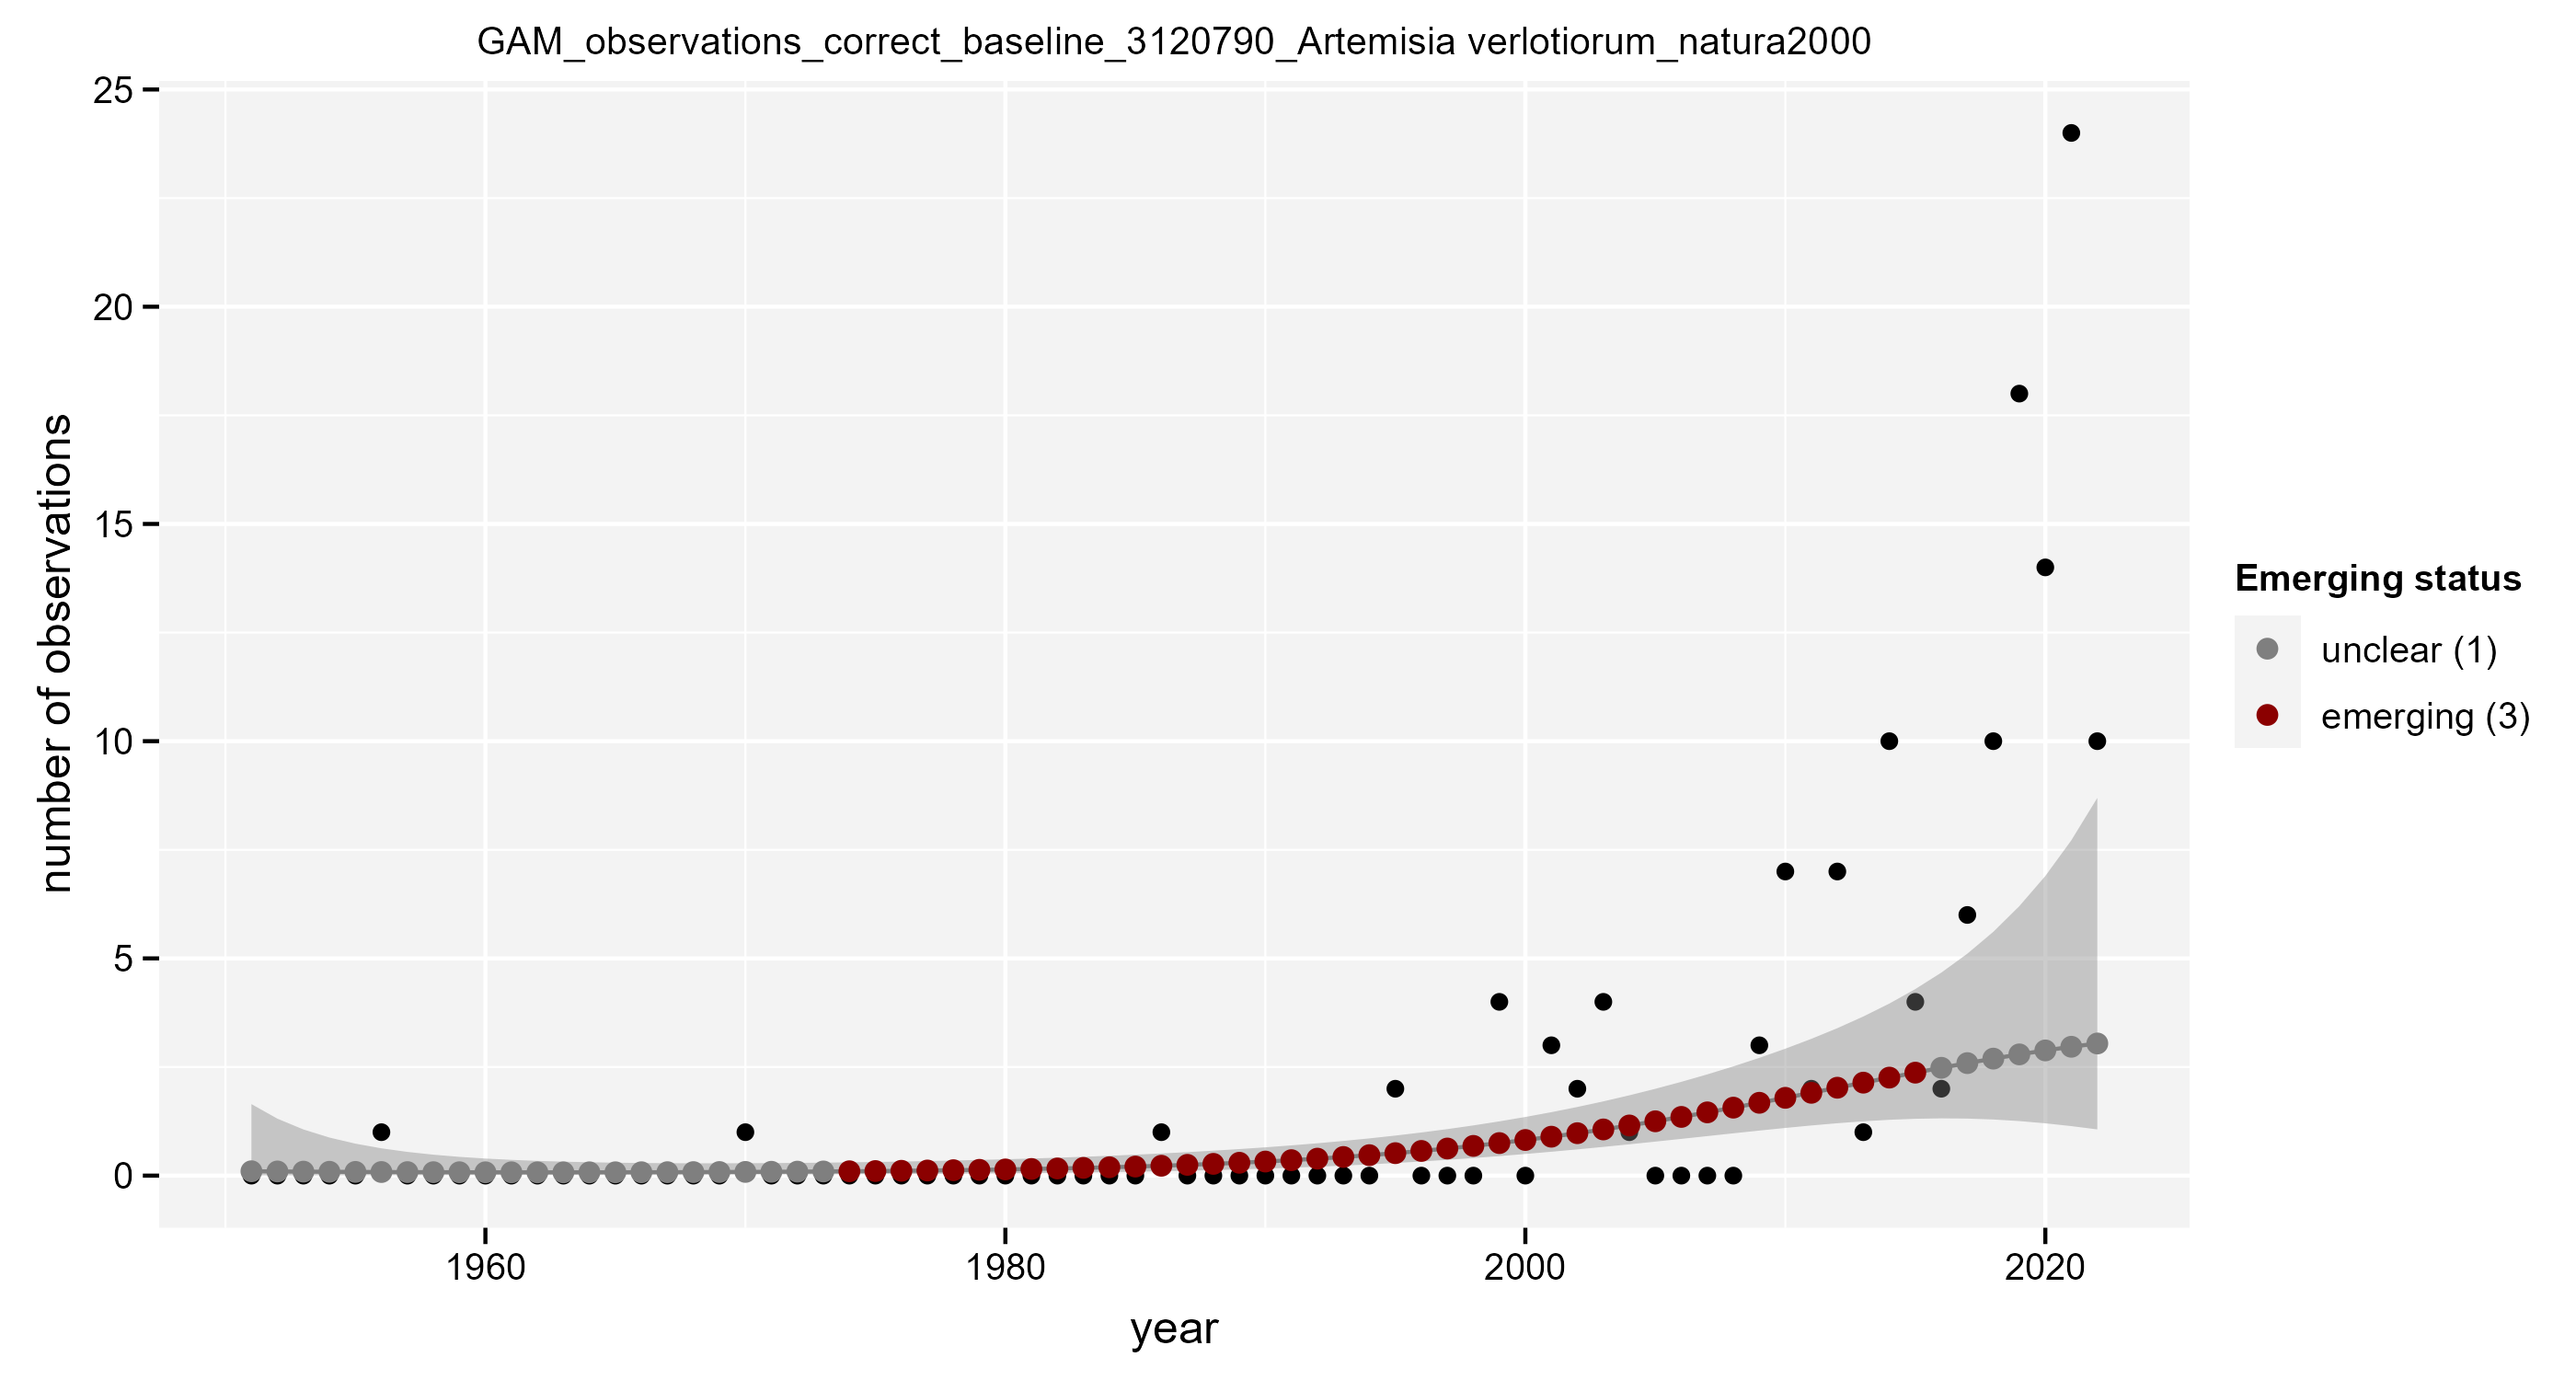 GAM_observations_correct_baseline_3120790_Artemisia verlotiorum_natura2000
25
20
15
10
5
0
number of observations
1960
1980
2000
2020
year
Emerging status
unclear (1)
emerging (3)